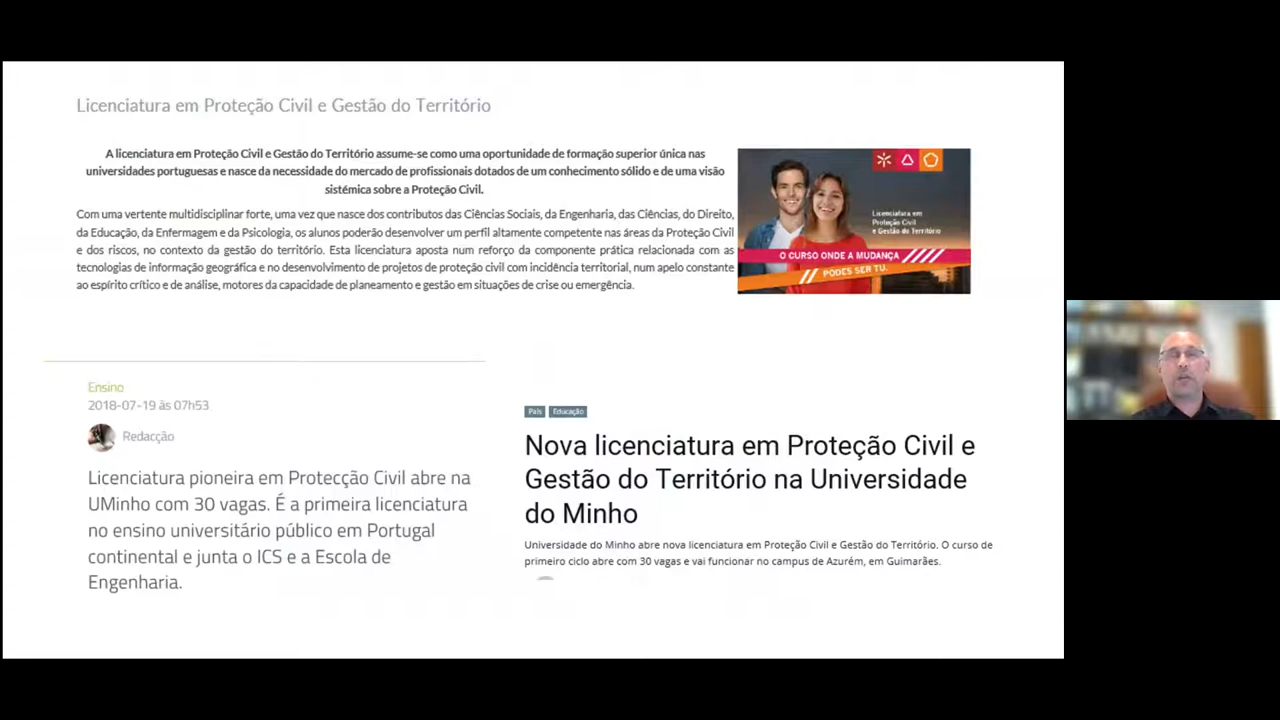 Licenciatura em Proteção Civil e Gestão do Território
A licenciatura em Proteção Civil e Gestão do Território assume-se como uma oportunidade de formação superior única nas
universidades portuguesas e nasce da necessidade do mercado de profissionais dotados de um conhecimento sólido e de uma visão
sistémica sobre a Proteção Civil.
Com uma vertente multidisciplinar forte, uma vez que nasce dos contributos das Ciências Sociais, da Engenharia, das Ciências, do Direito,
da Educação, da Enfermagem e da Psicologia, os alunos poderão desenvolver um perfil altamente competente nas áreas da Proteção Civil
e dos riscos, no contexto da gestão do território. Esta licenciatura aposta num reforço da componente prática relacionada com as
tecnologias de informação geográfica e no desenvolvimento de projetos de proteção civil com incidência territorial, num apelo constante
ao espírito crítico e de análise, motores da capacidade de planeamento e gestão em situações de crise ou emergência.
Licenciatura em
Proteção Civil
e Gestão do Território
O CURSO ONDE A MUDANÇA
PODES SER TU.
Ensino
2018-07-19 às 07h53
Redacção
Licenciatura pioneira em Protecção Civil abre na
UMinho com 30 vagas. É a primeira licenciatura
no ensino universitário público em Portugal
continental e junta o ICS e a Escola de
Engenharia.
País Educação
Nova licenciatura em Proteção Civil e
Gestão do Território na Universidade
do Minho
Universidade do Minho abre nova licenciatura em Proteção Civil e Gestão do Território. O curso de
primeiro ciclo abre com 30 vagas e vai funcionar no campus de Azurém, em Guimarães.